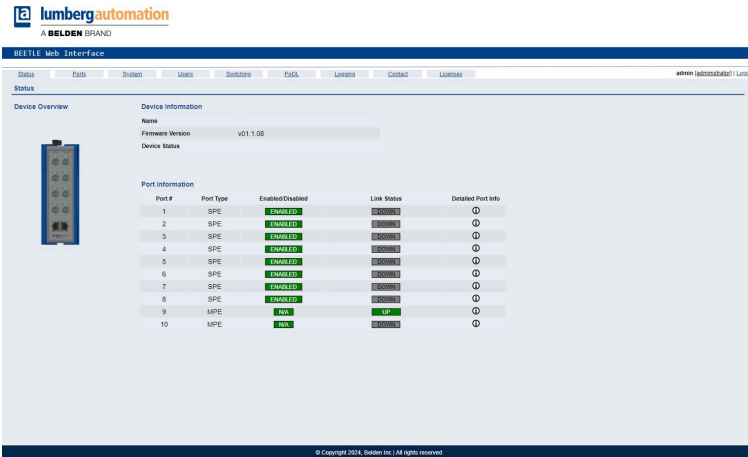 lumbergautomation
A BELDEN BRAND
BEETLE Web Interface
Status Ports System Users Switching PoDL Logging Contact Licenses admin [administrator] |
Status
Device Overview Device Information
Name
Firmware Version v01.1.08
Device Status
Port Information
Port # Port Type Enabled/Disabled Link Status Detailed Port Info
1 SPE ENABLED DOWN
2 SPE ENABLED DOWN
3 SPE ENABLED DOWN
4 SPE ENABLED DOWN
5 SPE ENABLED DOWN
6 SPE ENABLED DOWN
7 SPE ENABLED DOWN
8 SPE ENABLED DOWN
9 MPE N/A UP
10 MPE N/A DOWN
© Copyright 2024, Belden Inc | All rights reserved